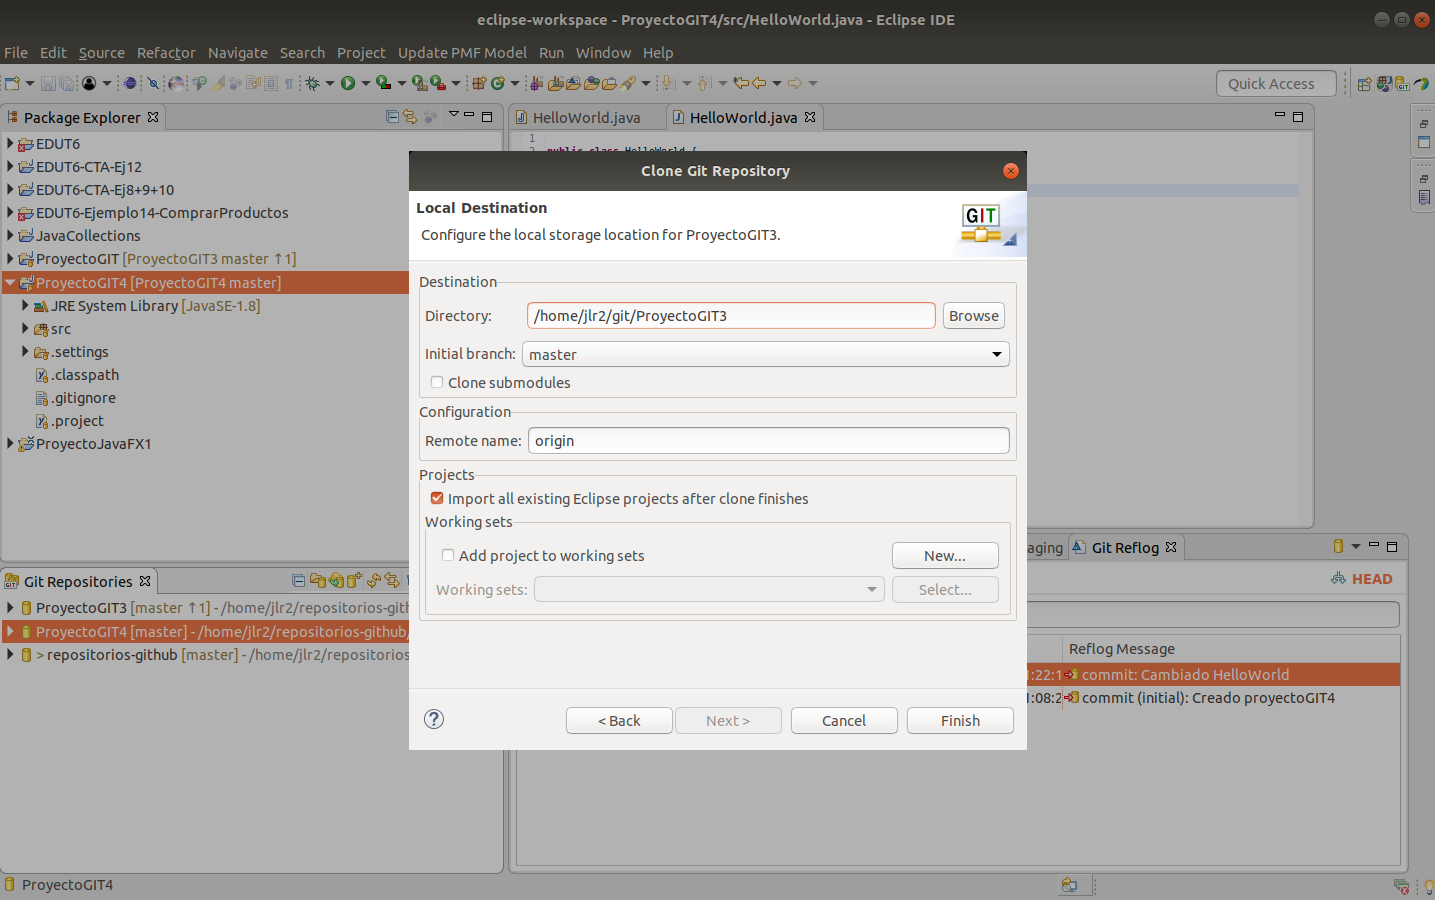 eclipse-workspace - ProyectoGIT4/src/HelloWorld.java - Eclipse IDE
File Edit Source Refactor Navigate Search Project Update PMF Model Run Window Help
Quick Access
Package Explorer
EDUT6
EDUT6-CTA-Ej12
EDUT6-CTA-Ej8+9+10
EDUT6-Ejemplo14-ComprarProductos
JavaCollections
ProyectoGIT [ProyectoGIT3 master ↑1]
ProyectoGIT4 [ProyectoGIT4 master]
JRE System Library [JavaSE-1.8]
src
.settings
.classpath
.gitignore
.project
ProyectoJavaFX1
HelloWorld.java
HelloWorld.java
1
public class HelloWorld {
Clone Git Repository
Local Destination
Configure the local storage location for ProyectoGIT3.
GIT
Destination
Directory: /home/jlr2/git/ProyectoGIT3 Browse
Initial branch: master
Clone submodules
Configuration
Remote name: origin
Projects
Import all existing Eclipse projects after clone finishes
Working sets
Add project to working sets New...
Working sets: Select...
< Back Next > Cancel Finish
Git Repositories
ProyectoGIT3 [master ↑1] - /home/jlr2/repositorios-gith
ProyectoGIT4 [master] - /home/jlr2/repositorios-github/
> repositorios-github [master] - /home/jlr2/repositorios
aging
Git Reflog
HEAD
Reflog Message
1:22:1 commit: Cambiado HelloWorld
1:08:2 commit (initial): Creado proyectoGIT4
ProyectoGIT4